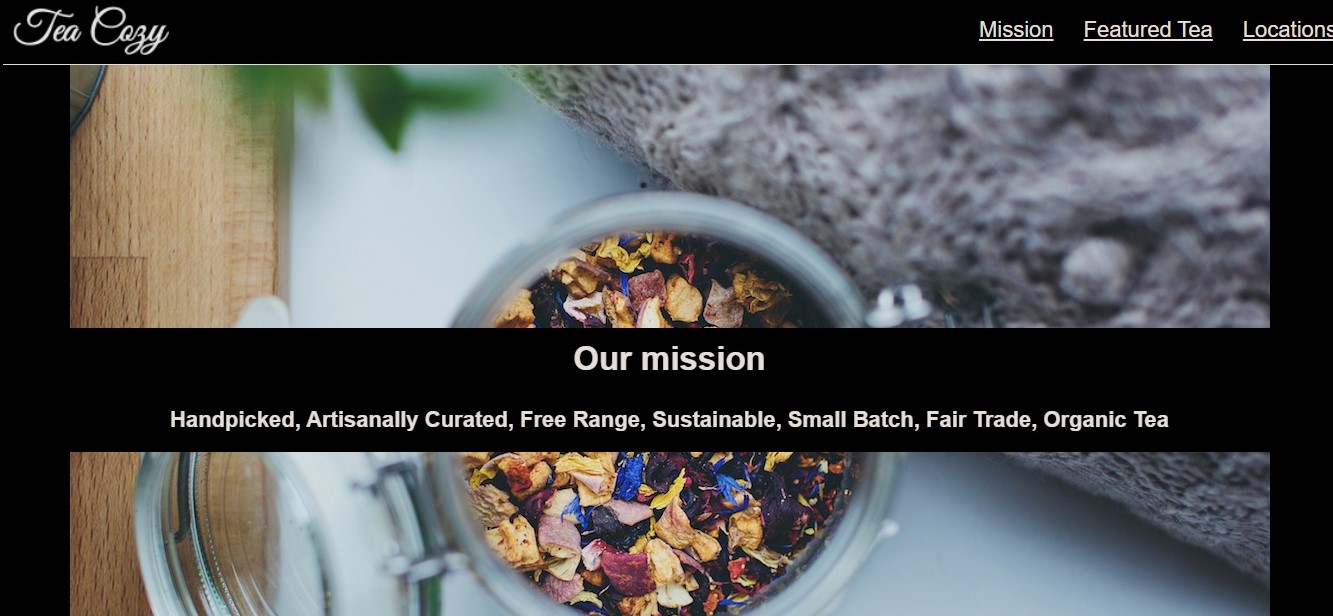 Tea Cozy
Mission Featured Tea Locations
Our mission
Handpicked, Artisanally Curated, Free Range, Sustainable, Small Batch, Fair Trade, Organic Tea